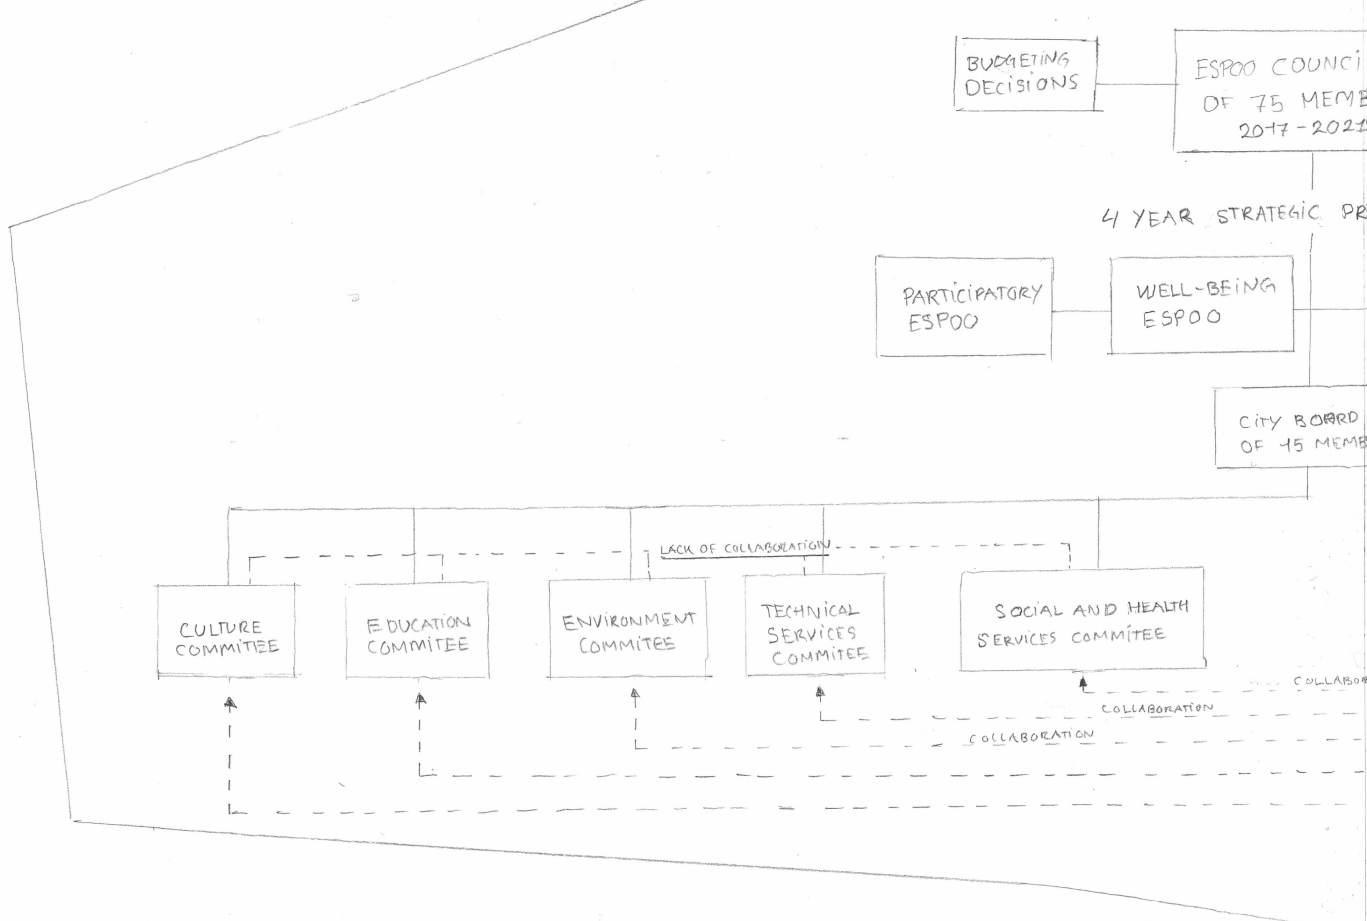 BUDGETING
DECISIONS
ESPOO COUNCI
OF 75 MEMB
2017-2021
4 YEAR STRATEGIC PR
PARTICIPATORY
ESPOO
WELL-BEING
ESPOO
CITY BOARD
OF 15 MEMB
LACK OF COLLABORATION
CULTURE
COMMITEE
EDUCATION
COMMITEE
ENVIRONMENT
COMMITEE
TECHNICAL
SERVICES
COMMITEE
SOCIAL AND HEALTH
SERVICES COMMITEE
COLLABOR
COLLABORATION
COLLABORATION